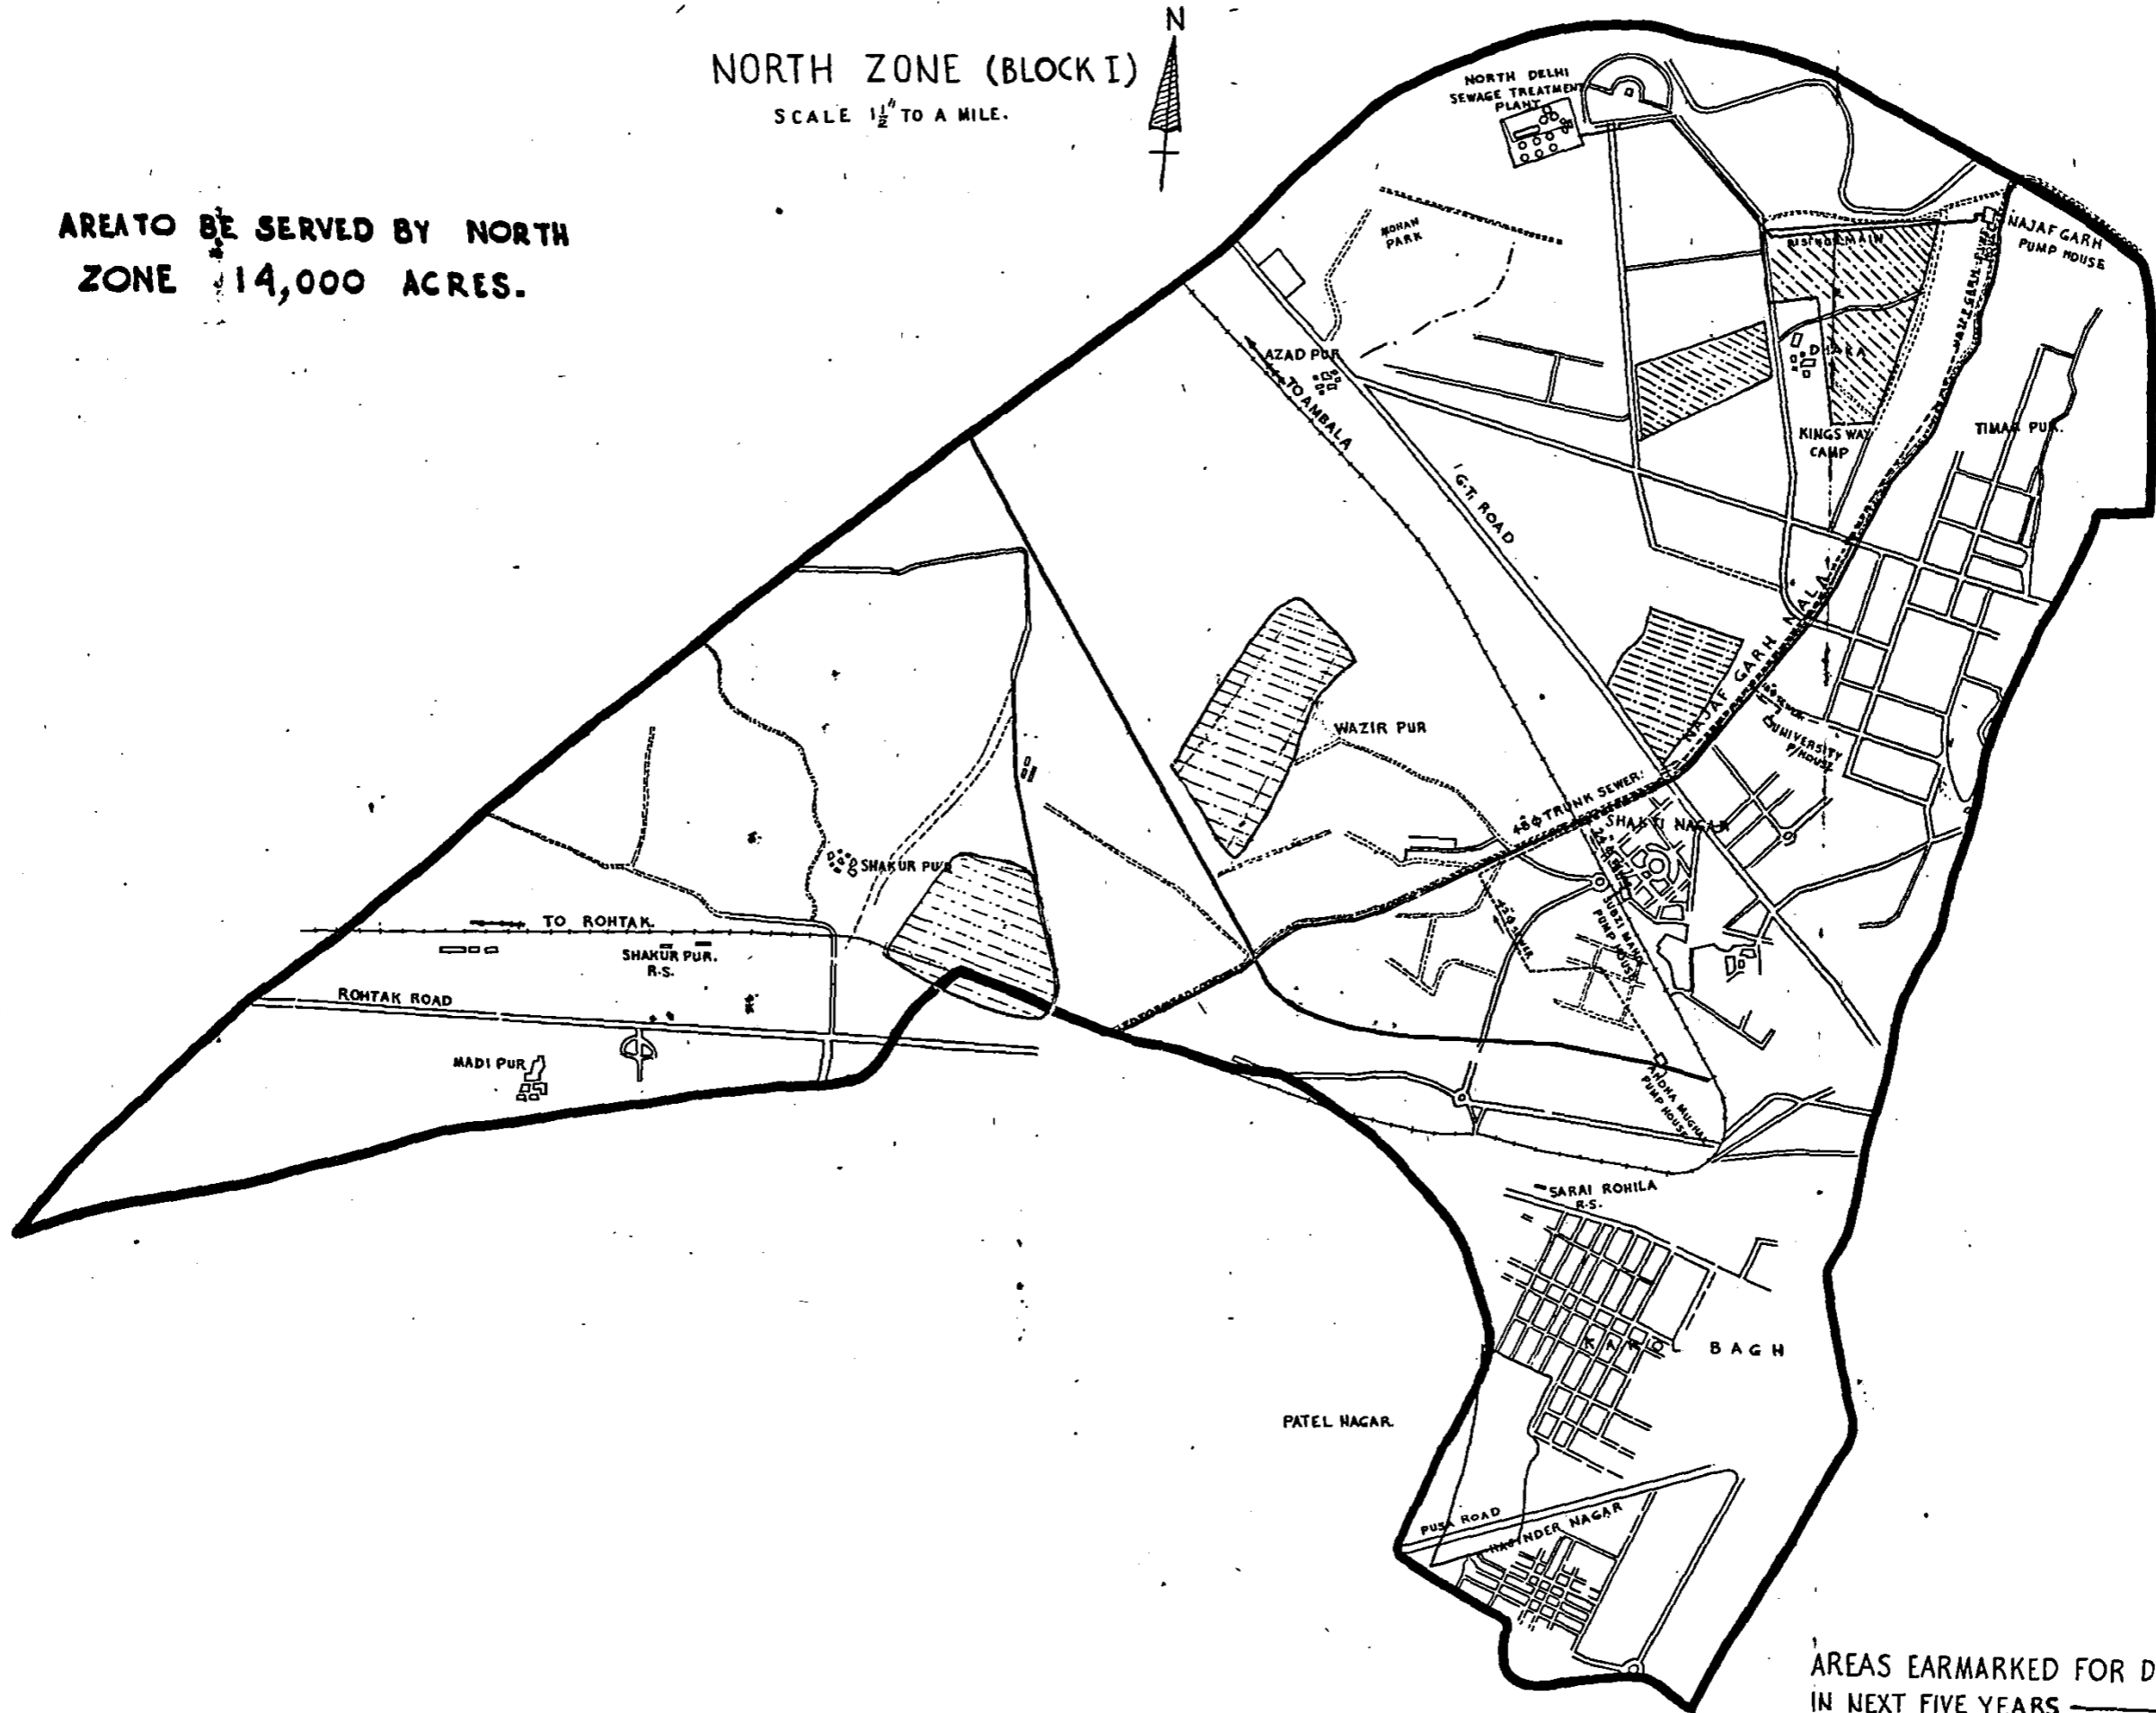 N
NORTH ZONE (BLOCK I)
SCALE 1½" TO A MILE.
AREA TO BE SERVED BY NORTH
ZONE 14,000 ACRES.
NORTH DELHI
SEWAGE TREATMENT
PLANT
MOHAN
PARK
RISING MAIN
NAJAF GARH
PUMP HOUSE
AZAD PUR
TO AMBALA
DHAKA
KINGS WAY
CAMP
TIMAR PUR.
G.T. ROAD
NAJAF GARH NALA
UNIVERSITY
P/HOUSE
WAZIR PUR
48"φ TRUNK SEWER
SHAKTI NAGAR
SHAKUR PUR
SUBZI MANDI
PUMP HOUSE
TO ROHTAK.
SHAKUR PUR.
R.S.
ROHTAK ROAD
MADI PUR
ANDHA MUGHAL
PUMP HOUSE
SARAI ROHILA
R.S.
KAROL BAGH
PATEL NAGAR
PUSA ROAD
RAJINDER NAGAR
AREAS EARMARKED FOR D
IN NEXT FIVE YEARS